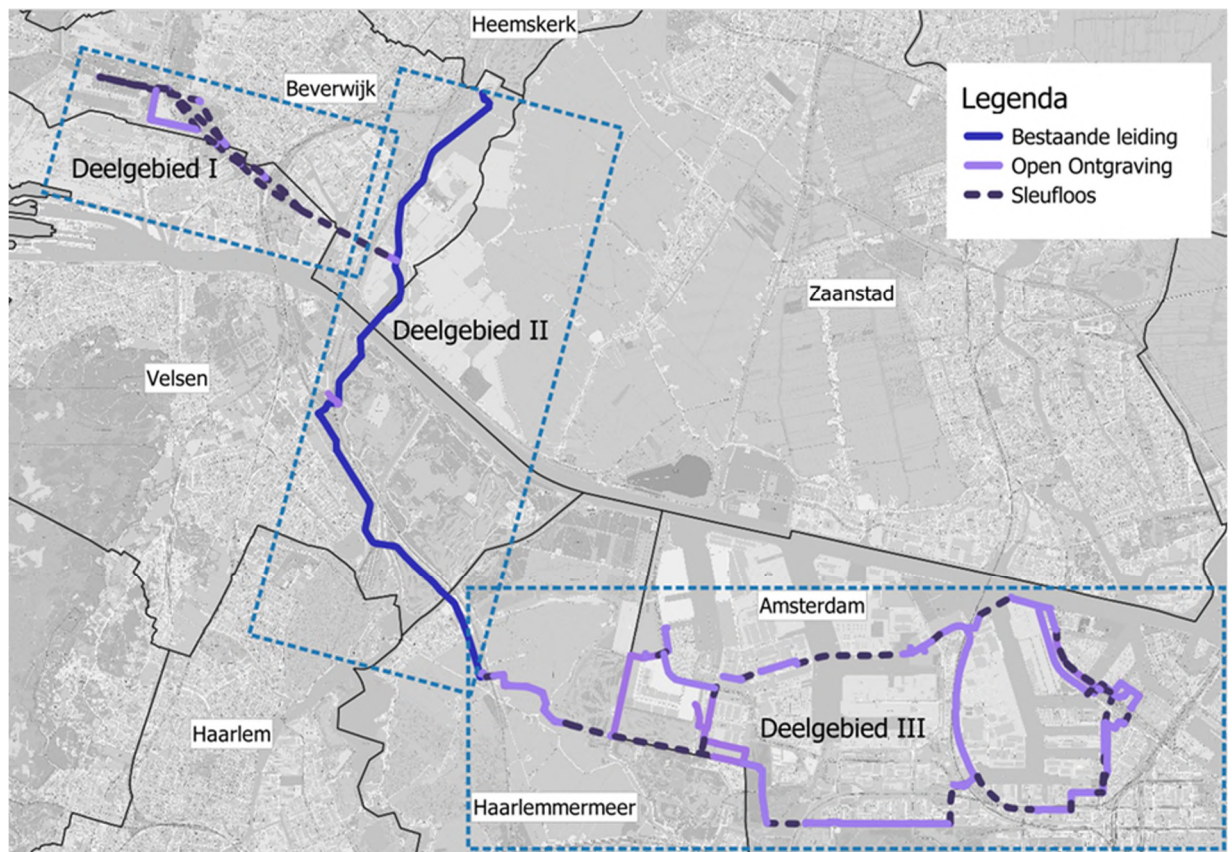 Heemskerk
Beverwijk
Legenda
Bestaande leiding
Open Ontgraving
Sleufloos
Deelgebied I
Zaanstad
Deelgebied II
Velsen
Amsterdam
Deelgebied III
Haarlem
Haarlemmermeer